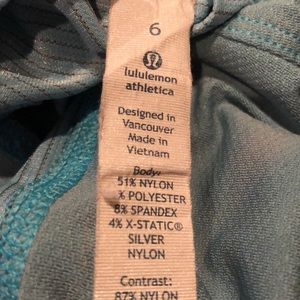 6
lululemon
athletica
Designed in
Vancouver
Made in
Vietnam
Body:
51% NYLON
% POLYESTER
8% SPANDEX
4% X-STATIC®
SILVER
NYLON
Contrast:
87% NYLON